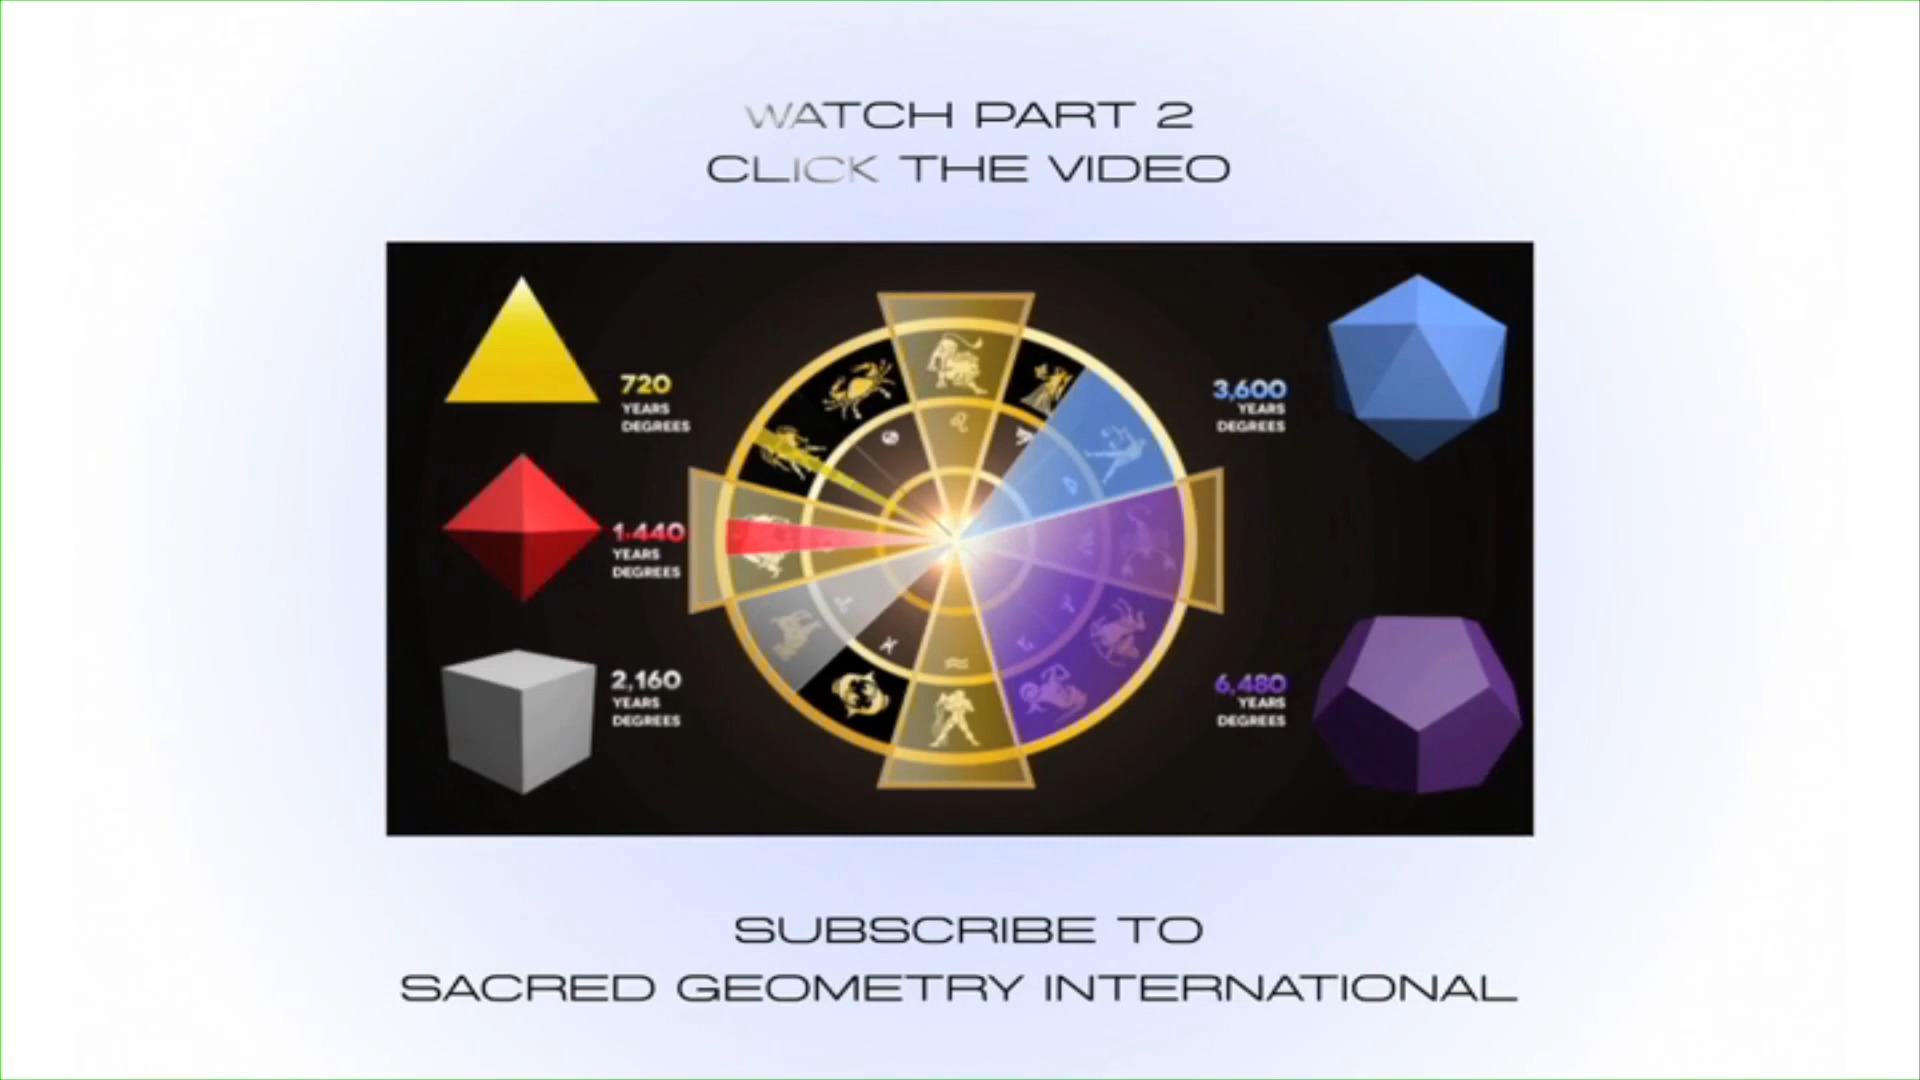 WATCH PART 2
CLICK THE VIDEO
720
YEARS
DEGREES
1,440
YEARS
DEGREES
2,160
YEARS
DEGREES
3,600
YEARS
DEGREES
6,480
YEARS
DEGREES
SUBSCRIBE TO
SACRED GEOMETRY INTERNATIONAL